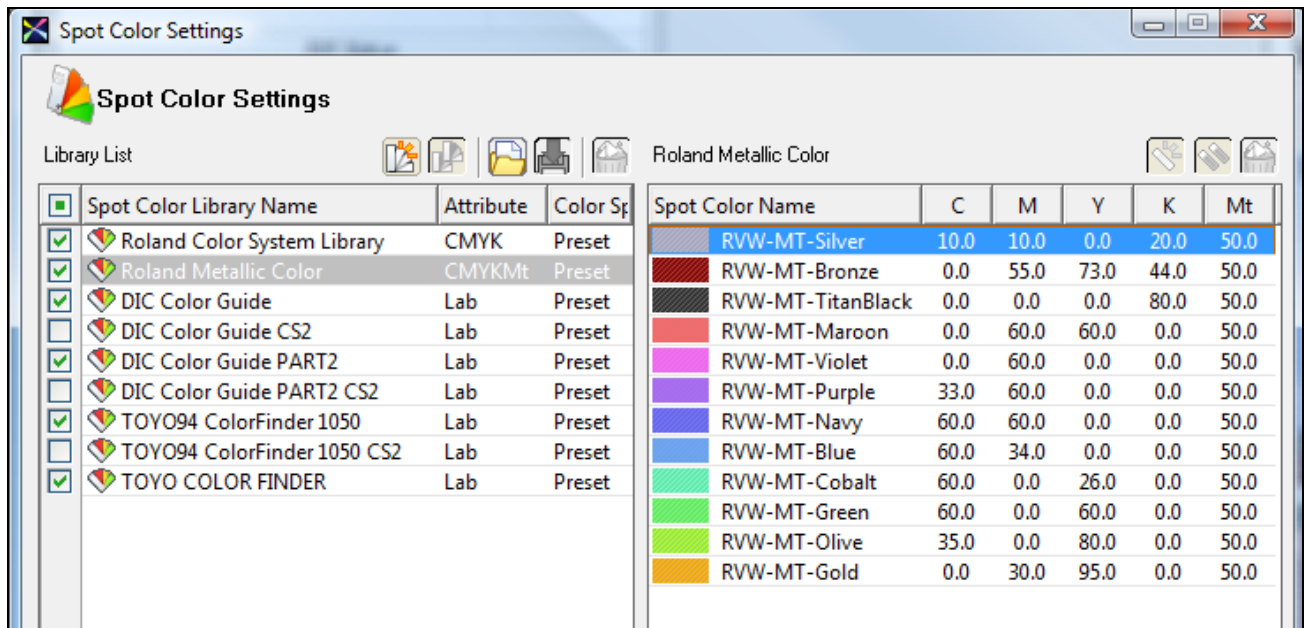 Spot Color Settings
Spot Color Settings
Library List
Spot Color Library Name Attribute Color Sp
Roland Color System Library CMYK Preset
Roland Metallic Color CMYKMt Preset
DIC Color Guide Lab Preset
DIC Color Guide CS2 Lab Preset
DIC Color Guide PART2 Lab Preset
DIC Color Guide PART2 CS2 Lab Preset
TOYO94 ColorFinder 1050 Lab Preset
TOYO94 ColorFinder 1050 CS2 Lab Preset
TOYO COLOR FINDER Lab Preset
Roland Metallic Color
Spot Color Name C M Y K Mt
RVW-MT-Silver 10.0 10.0 0.0 20.0 50.0
RVW-MT-Bronze 0.0 55.0 73.0 44.0 50.0
RVW-MT-TitanBlack 0.0 0.0 0.0 80.0 50.0
RVW-MT-Maroon 0.0 60.0 60.0 0.0 50.0
RVW-MT-Violet 0.0 60.0 0.0 0.0 50.0
RVW-MT-Purple 33.0 60.0 0.0 0.0 50.0
RVW-MT-Navy 60.0 60.0 0.0 0.0 50.0
RVW-MT-Blue 60.0 34.0 0.0 0.0 50.0
RVW-MT-Cobalt 60.0 0.0 26.0 0.0 50.0
RVW-MT-Green 60.0 0.0 60.0 0.0 50.0
RVW-MT-Olive 35.0 0.0 80.0 0.0 50.0
RVW-MT-Gold 0.0 30.0 95.0 0.0 50.0